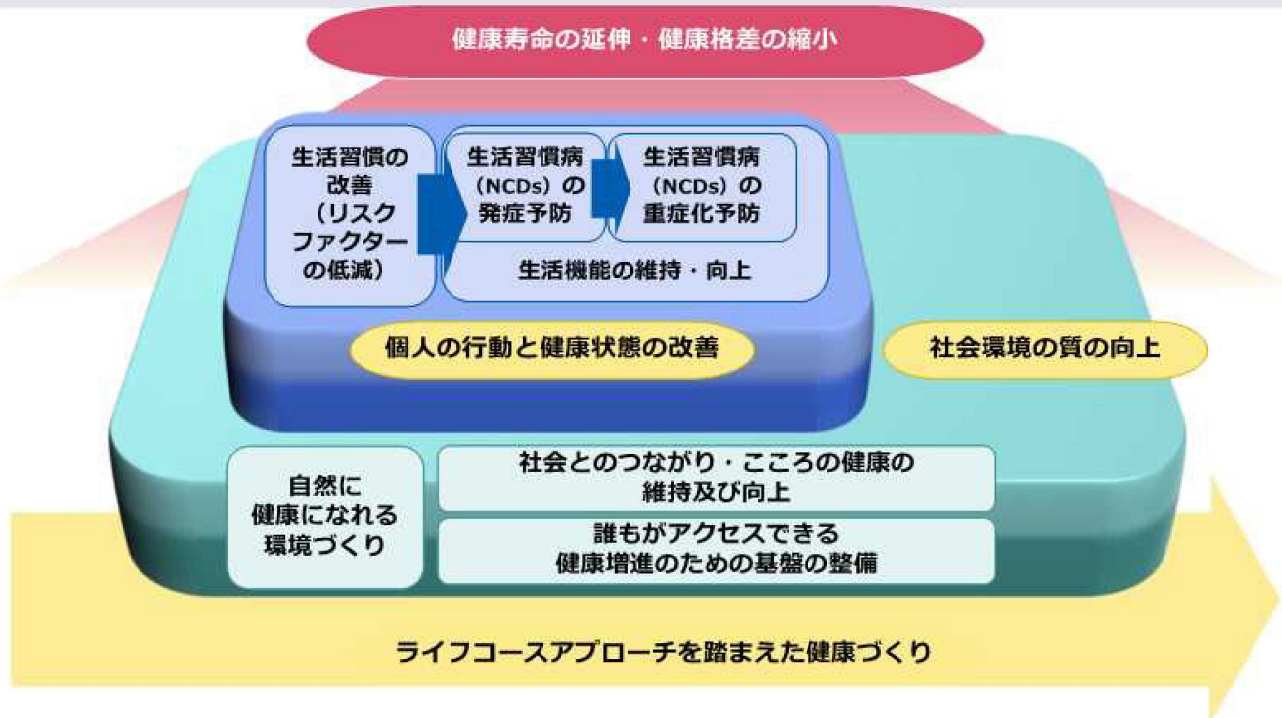 健康寿命の延伸・健康格差の縮小
生活習慣の
改善
（リスク
ファクター
の低減）
生活習慣病
（NCDs）の
発症予防
生活習慣病
（NCDs）の
重症化予防
生活機能の維持・向上
個人の行動と健康状態の改善
社会環境の質の向上
自然に
健康になれる
環境づくり
社会とのつながり・こころの健康の
維持及び向上
誰もがアクセスできる
健康増進のための基盤の整備
ライフコースアプローチを踏まえた健康づくり